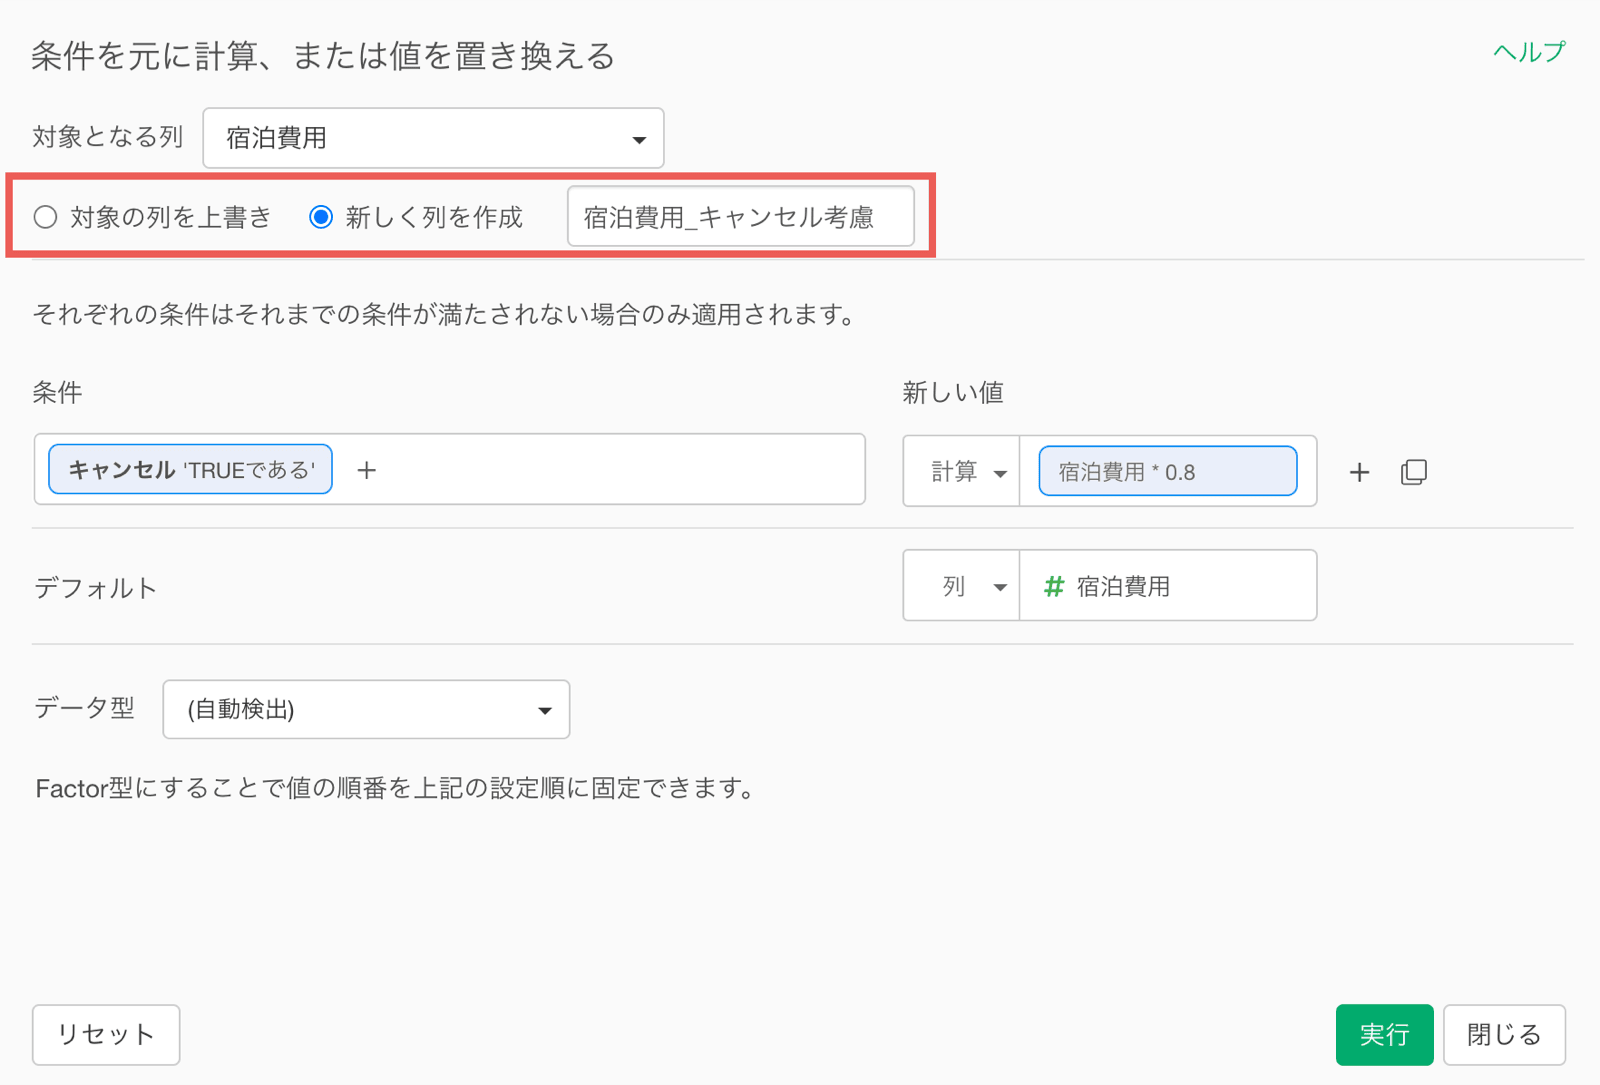 条件を元に計算、または値を置き換える
ヘルプ
対象となる列 宿泊費用
対象の列を上書き 新しく列を作成 宿泊費用_キャンセル考慮
それぞれの条件はそれまでの条件が満たされない場合のみ適用されます。
条件 新しい値
キャンセル 'TRUEである' + 計算 宿泊費用 * 0.8 +
デフォルト 列 # 宿泊費用
データ型 (自動検出)
Factor型にすることで値の順番を上記の設定順に固定できます。
リセット 実行 閉じる